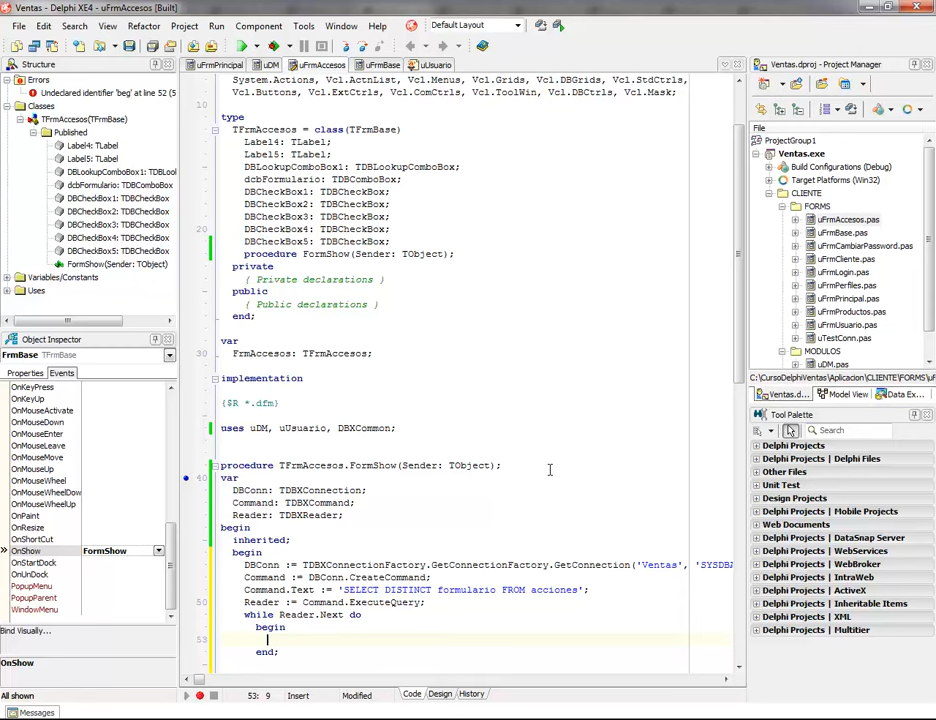 Ventas - Delphi XE4 - uFrmAccesos [Built]
File Edit Search View Refactor Project Run Component Tools Window Help Default Layout
uFrmPrincipal uDM uFrmAccesos uFrmBase uUsuario
Structure
Errors
Undeclared identifier 'beg' at line 52 (5
Classes
TFrmAccesos(TFrmBase)
Published
Label4: TLabel
Label5: TLabel
DBLookupComboBox1: TDBLool
dcbFormulario: TDBComboBox
DBCheckBox1: TDBCheckBox
DBCheckBox2: TDBCheckBox
DBCheckBox3: TDBCheckBox
DBCheckBox4: TDBCheckBox
DBCheckBox5: TDBCheckBox
FormShow(Sender: TObject)
Variables/Constants
Uses
Object Inspector
FrmBase TFrmBase
Properties Events
OnKeyPress
OnKeyUp
OnMouseActivate
OnMouseDown
OnMouseEnter
OnMouseLeave
OnMouseMove
OnMouseUp
OnMouseWheel
OnMouseWheelDow
OnMouseWheelUp
OnPaint
OnResize
OnShortCut
OnShow FormShow
OnStartDock
OnUnDock
PopupMenu
PopupParent
WindowMenu
Bind Visually...
OnShow
All shown
Messages
System.Actions, Vcl.ActnList, Vcl.Menus, Vcl.Grids, Vcl.DBGrids, Vcl.StdCtrls,
Vcl.Buttons, Vcl.ExtCtrls, Vcl.ComCtrls, Vcl.ToolWin, Vcl.DBCtrls, Vcl.Mask;
10
type
TFrmAccesos = class(TFrmBase)
Label4: TLabel;
Label5: TLabel;
DBLookupComboBox1: TDBLookupComboBox;
dcbFormulario: TDBComboBox;
DBCheckBox1: TDBCheckBox;
DBCheckBox2: TDBCheckBox;
DBCheckBox3: TDBCheckBox;
20 DBCheckBox4: TDBCheckBox;
DBCheckBox5: TDBCheckBox;
procedure FormShow(Sender: TObject);
private
{ Private declarations }
public
{ Public declarations }
end;
var
30 FrmAccesos: TFrmAccesos;
implementation
{$R *.dfm}
uses uDM, uUsuario, DBXCommon;
procedure TFrmAccesos.FormShow(Sender: TObject);
40 var
DBConn: TDBXConnection;
Command: TDBXCommand;
Reader: TDBXReader;
begin
inherited;
begin
DBConn := TDBXConnectionFactory.GetConnectionFactory.GetConnection('Ventas', 'SYSDB
Command := DBConn.CreateCommand;
Command.Text := 'SELECT DISTINCT formulario FROM acciones';
50 Reader := Command.ExecuteQuery;
while Reader.Next do
begin
53
end;
53: 9 Insert Modified Code Design History
Ventas.dproj - Project Manager
File
ProjectGroup1
Ventas.exe
Build Configurations (Debug)
Target Platforms (Win32)
CLIENTE
FORMS
uFrmAccesos.pas
uFrmBase.pas
uFrmCambiarPassword.pas
uFrmCliente.pas
uFrmLogin.pas
uFrmPerfiles.pas
uFrmPrincipal.pas
uFrmProductos.pas
uFrmUsuario.pas
uTestConn.pas
MODULOS
uDM.pas
C:\CursoDelphiVentas\Aplicacion\CLIENTE\FORMS\uF
Ventas.d... Model View Data Ex...
Tool Palette
Search
Delphi Projects
Delphi Projects | Delphi Files
Other Files
Unit Test
Design Projects
Delphi Projects | Mobile Projects
Web Documents
Delphi Projects | DataSnap Server
Delphi Projects | WebServices
Delphi Projects | WebBroker
Delphi Projects | IntraWeb
Delphi Projects | ActiveX
Delphi Projects | Inheritable Items
Delphi Projects | XML
Delphi Projects | Multitier